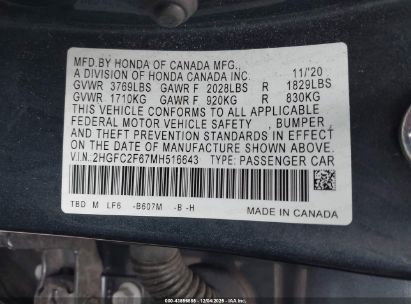 MFD.BY HONDA OF CANADA MFG.,
A DIVISION OF HONDA CANADA INC. 11/'20
GVWR 3769LBS GAWR F 2028LBS R 1829LBS
GVWR 1710KG GAWR F 920KG R 830KG
THIS VEHICLE CONFORMS TO ALL APPLICABLE
FEDERAL MOTOR VEHICLE SAFETY , BUMPER ,
AND THEFT PREVENTION STANDARDS IN EFFECT
ON THE DATE OF MANUFACTURE SHOWN ABOVE.
V.I.N.:2HGFC2F67MH516643 TYPE: PASSENGER CAR
TBD M LF6 -B607M -B -H
MADE IN CANADA